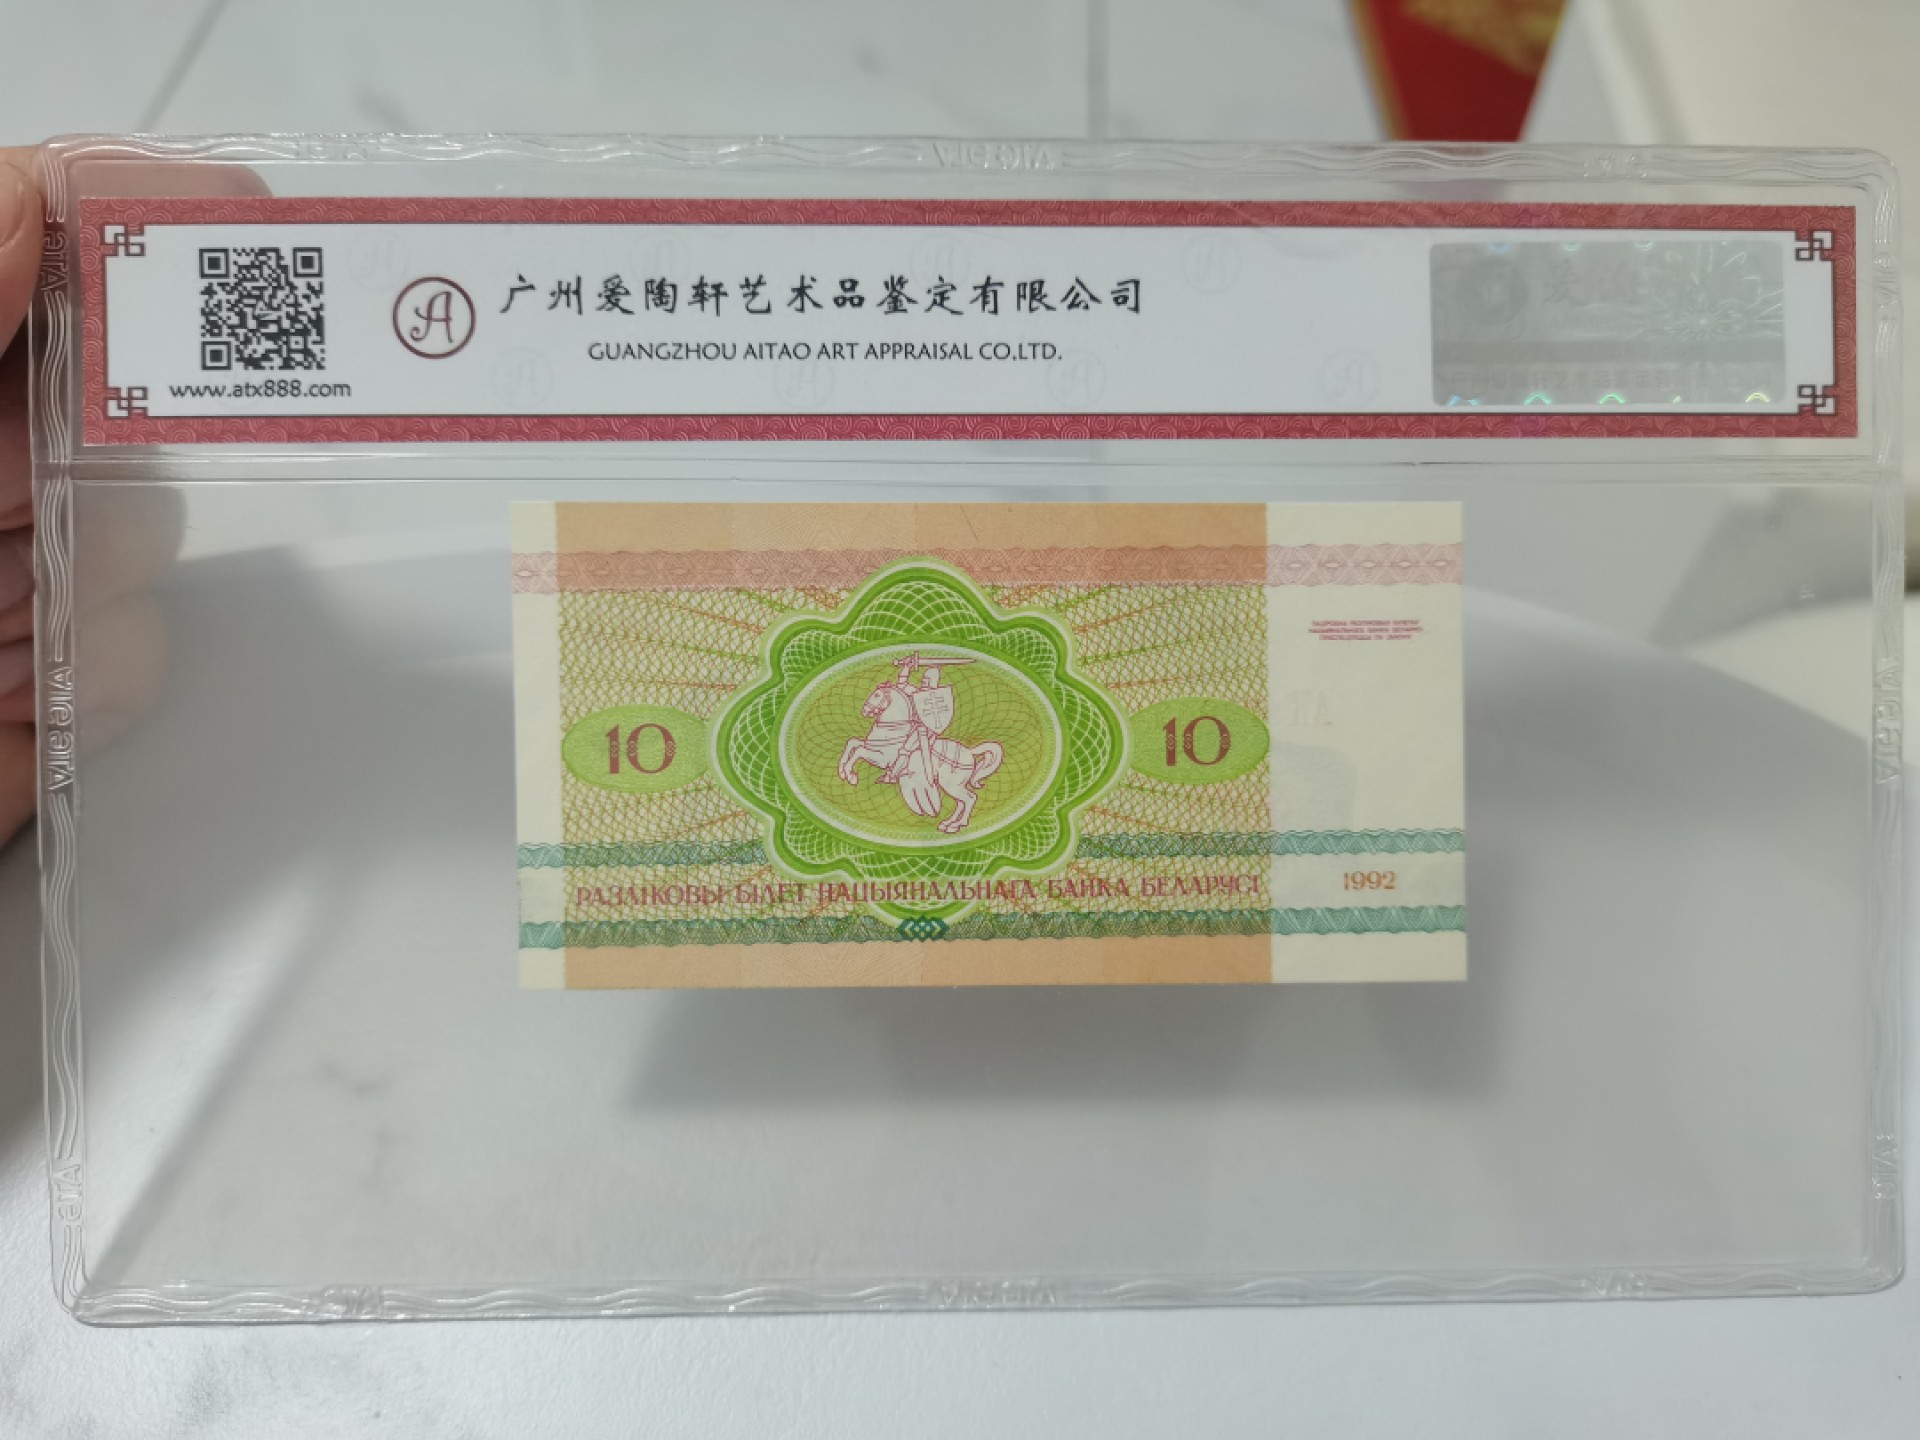 广州爱陶轩艺术品鉴定有限公司
GUANGZHOU AITAO ART APPRAISAL CO.,LTD.
www.atx888.com
10
10
РАЗЛІКОВЫ БІЛЕТ НАЦЫЯНАЛЬНАГА БАНКА БЕЛАРУСІ
1992